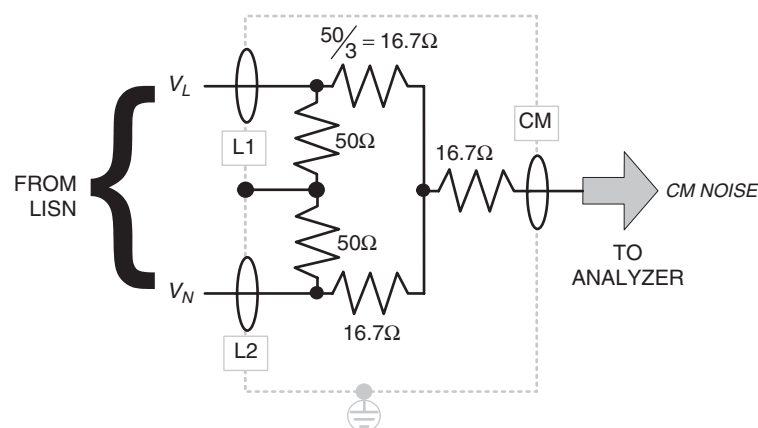 50/3 = 16.7Ω
V_L
L1
50Ω
CM
16.7Ω
FROM
LISN
CM NOISE
50Ω
TO
ANALYZER
V_N
16.7Ω
L2